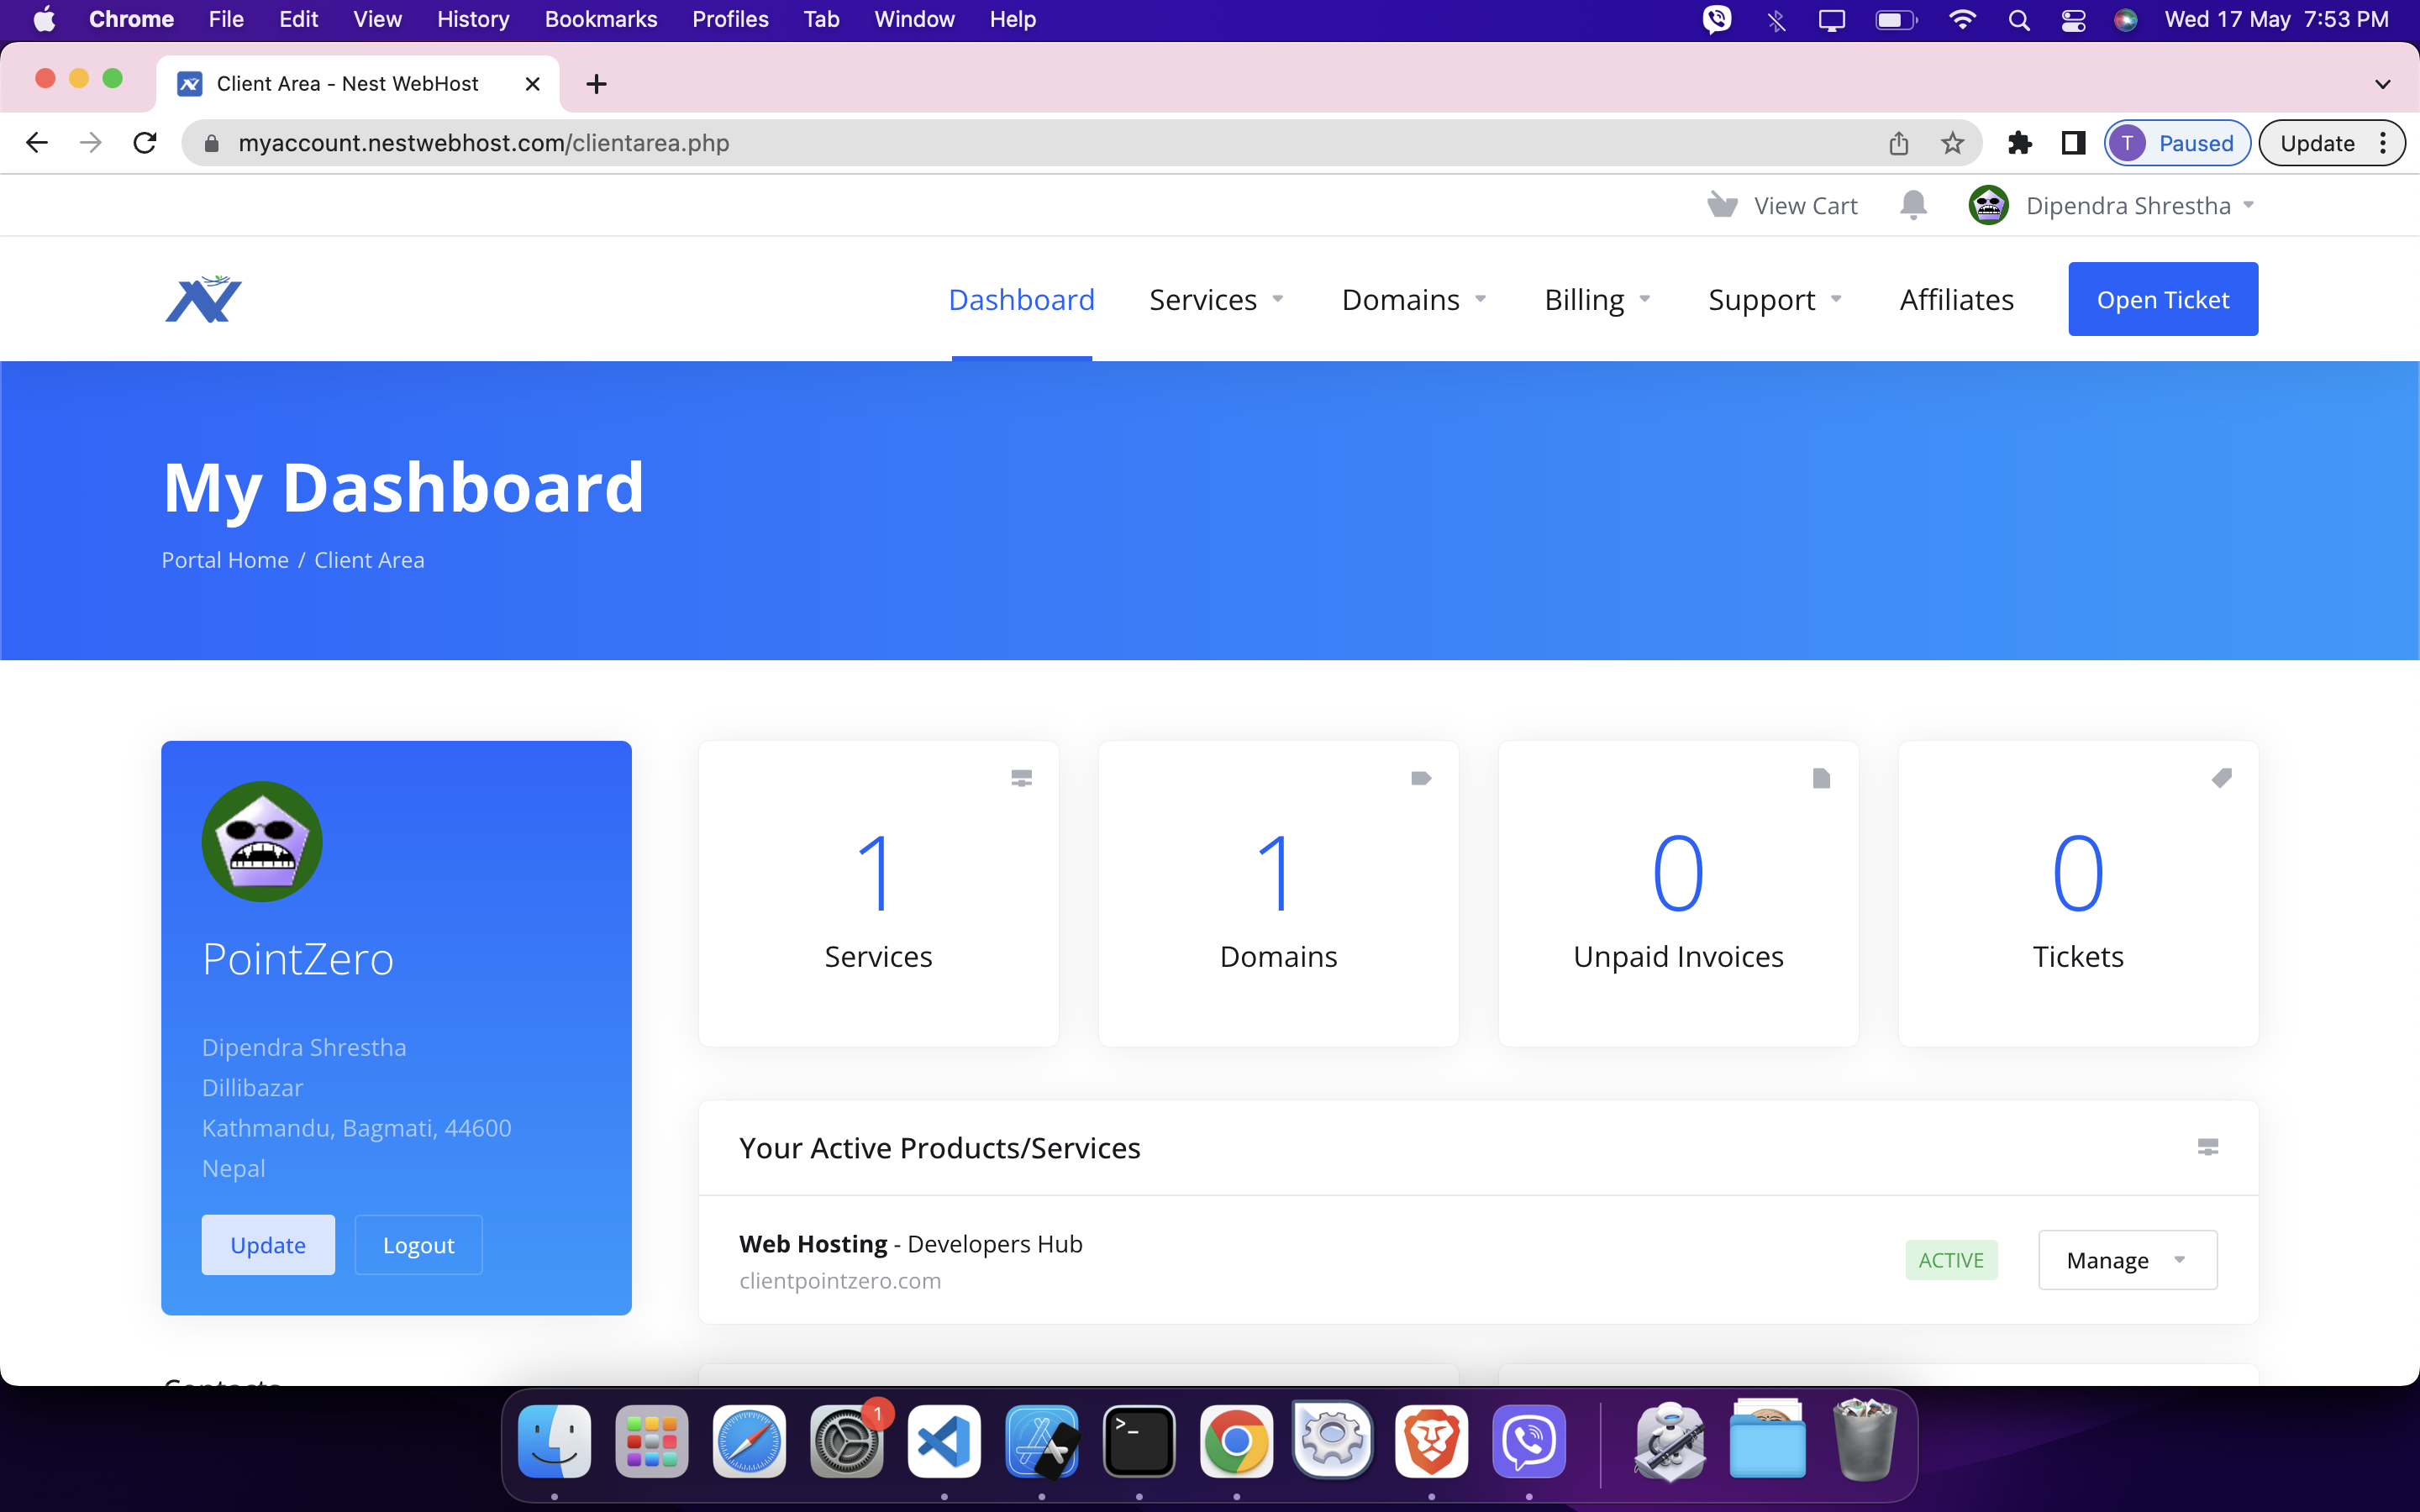 Chrome File Edit View History Bookmarks Profiles Tab Window Help Wed 17 May 7:53 PM
Client Area - Nest WebHost
myaccount.nestwebhost.com/clientarea.php T Paused Update
View Cart Dipendra Shrestha
Dashboard Services Domains Billing Support Affiliates Open Ticket
My Dashboard
Portal Home / Client Area
PointZero
Dipendra Shrestha
Dillibazar
Kathmandu, Bagmati, 44600
Nepal
Update Logout
1 1 0 0
Services Domains Unpaid Invoices Tickets
Your Active Products/Services
Web Hosting - Developers Hub
clientpointzero.com
ACTIVE Manage
Contacts
1